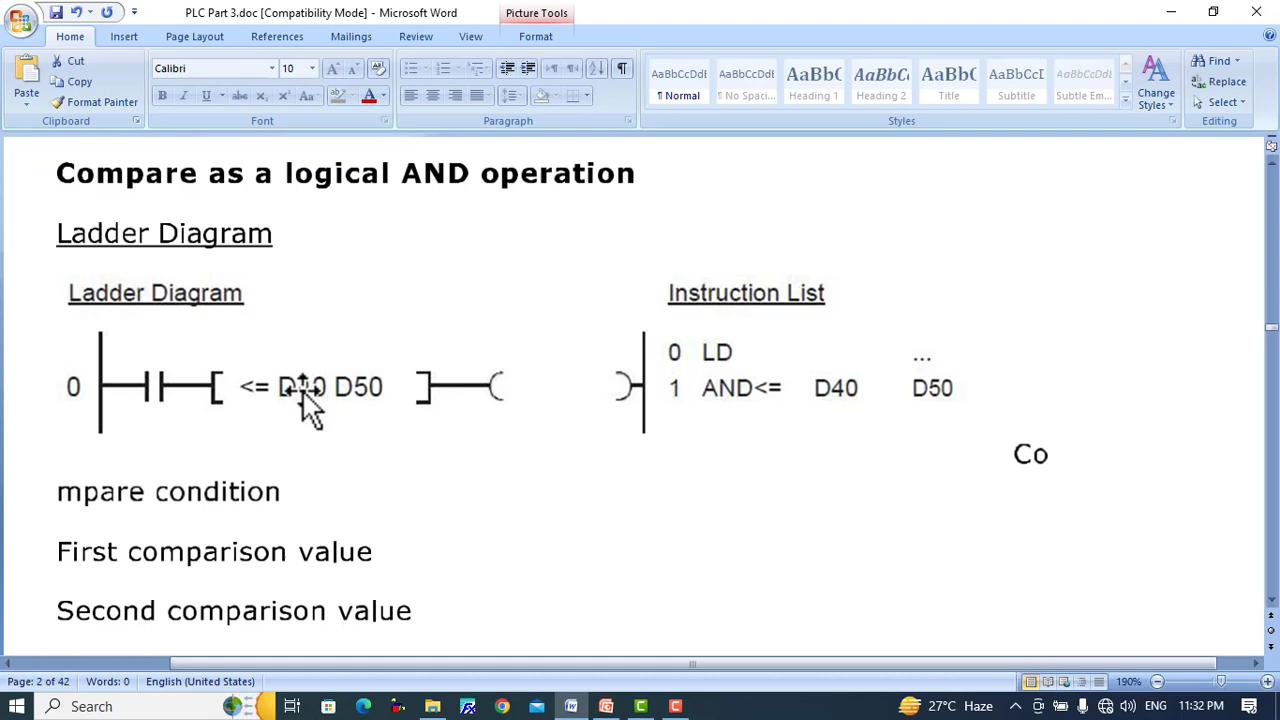 PLC Part 3.doc [Compatibility Mode] - Microsoft Word
Picture Tools
Home
Insert
Page Layout
References
Mailings
Review
View
Format
Paste
Cut
Copy
Format Painter
Clipboard
Calibri
10
Font
Paragraph
AaBbCcDd
¶ Normal
AaBbCcDd
¶ No Spaci...
AaBbC
Heading 1
AaBbCc
Heading 2
AaBbC
Title
AaBbCcI
Subtitle
AaBbCcDd
Subtle Em...
Change
Styles
Styles
Find
Replace
Select
Editing
Compare as a logical AND operation
Ladder Diagram
Ladder Diagram
Instruction List
0 LD ...
0 <= D50
1 AND<= D40 D50
Co
mpare condition
First comparison value
Second comparison value
Page: 2 of 42
Words: 0
English (United States)
190%
Search
27°C Haze
ENG
11:32 PM